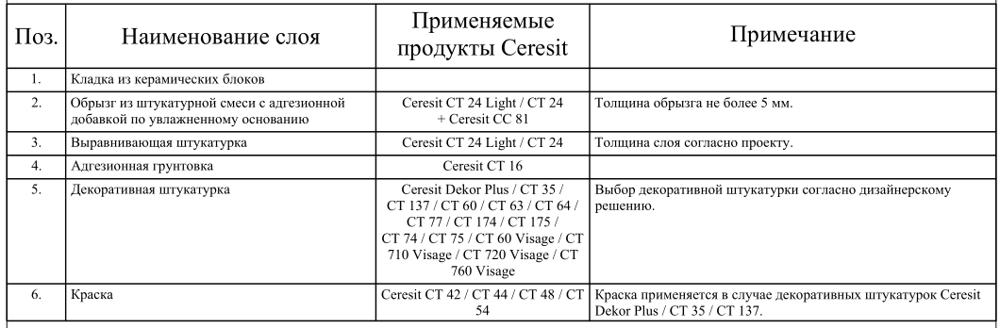 Поз.
Наименование слоя
Применяемые
продукты Ceresit
Примечание
1.
Кладка из керамических блоков
2.
Обрызг из штукатурной смеси с адгезионной
добавкой по увлажненному основанию
Ceresit CT 24 Light / CT 24
+ Ceresit CC 81
Толщина обрызга не более 5 мм.
3.
Выравнивающая штукатурка
Ceresit CT 24 Light / CT 24
Толщина слоя согласно проекту.
4.
Адгезионная грунтовка
Ceresit CT 16
5.
Декоративная штукатурка
Ceresit Dekor Plus / CT 35 /
CT 137 / CT 60 / CT 63 / CT 64 /
CT 77 / CT 174 / CT 175 /
CT 74 / CT 75 / CT 60 Visage / CT
710 Visage / CT 720 Visage / CT
760 Visage
Выбор декоративной штукатурки согласно дизайнерскому
решению.
6.
Краска
Ceresit CT 42 / CT 44 / CT 48 / CT
54
Краска применяется в случае декоративных штукатурок Ceresit
Dekor Plus / CT 35 / CT 137.